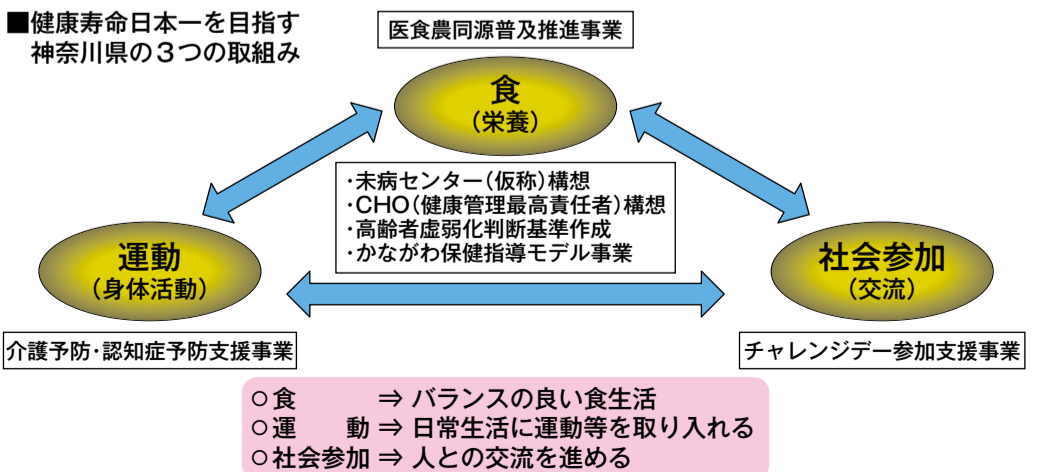 ■健康寿命日本一を目指す
神奈川県の3つの取組み
医食農同源普及推進事業
食
(栄養)
・未病センター(仮称)構想
・CHO(健康管理最高責任者)構想
・高齢者虚弱化判断基準作成
・かながわ保健指導モデル事業
運動
(身体活動)
社会参加
(交流)
介護予防・認知症予防支援事業
チャレンジデー参加支援事業
○食 ⇒ バランスの良い食生活
○運 動 ⇒ 日常生活に運動等を取り入れる
○社会参加 ⇒ 人との交流を進める